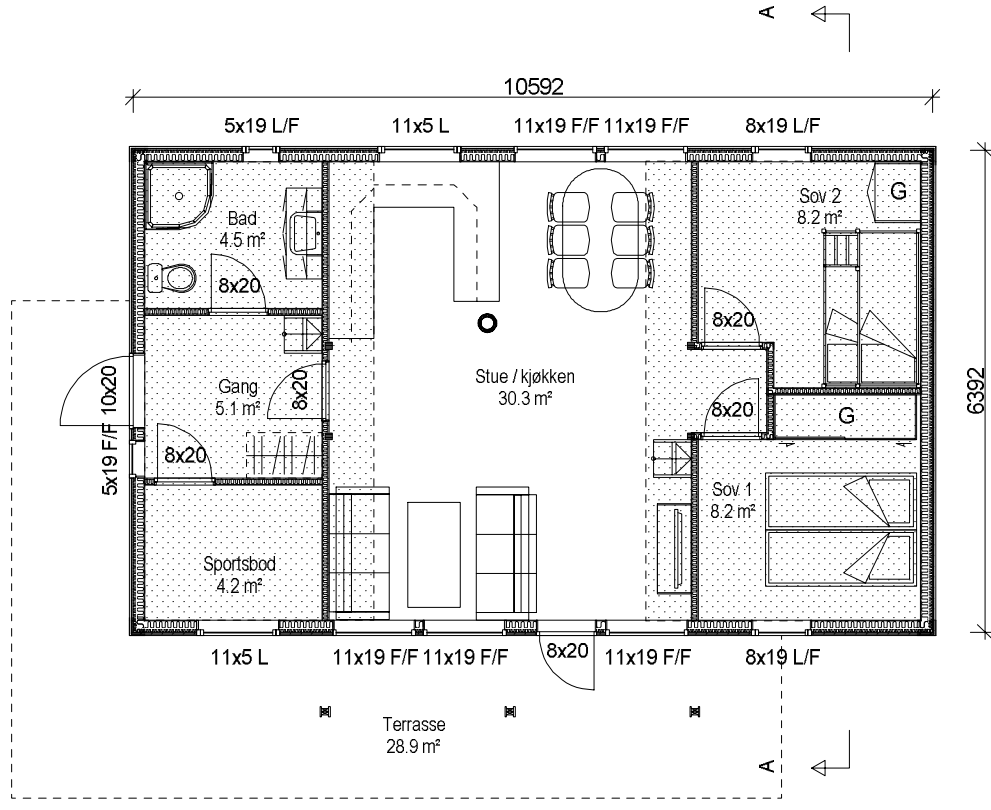 A
10592
5x19 L/F
11x5 L
11x19 F/F
11x19 F/F
8x19 L/F
Bad
4.5 m²
8x20
Sov 2
8.2 m²
G
8x20
6392
10x20
5x19 F/F
Gang
5.1 m²
8x20
8x20
Stue / kjøkken
30.3 m²
8x20
G
Sov 1
8.2 m²
Sportsbod
4.2 m²
11x5 L
11x19 F/F
11x19 F/F
8x20
11x19 F/F
8x19 L/F
Terrasse
28.9 m²
A